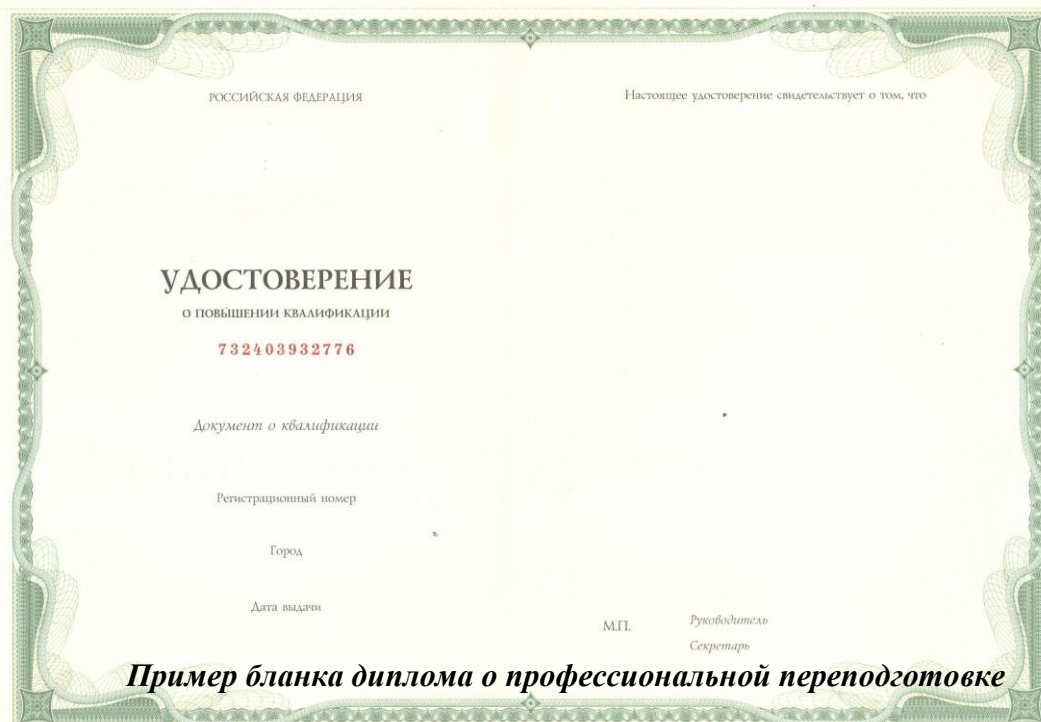 РОССИЙСКАЯ ФЕДЕРАЦИЯ
УДОСТОВЕРЕНИЕ
О ПОВЫШЕНИИ КВАЛИФИКАЦИИ
732403932776
Документ о квалификации
Регистрационный номер
Город
Дата выдачи
Настоящее удостоверение свидетельствует о том, что
М.П.
Руководитель
Секретарь
Пример бланка диплома о профессиональной переподготовке